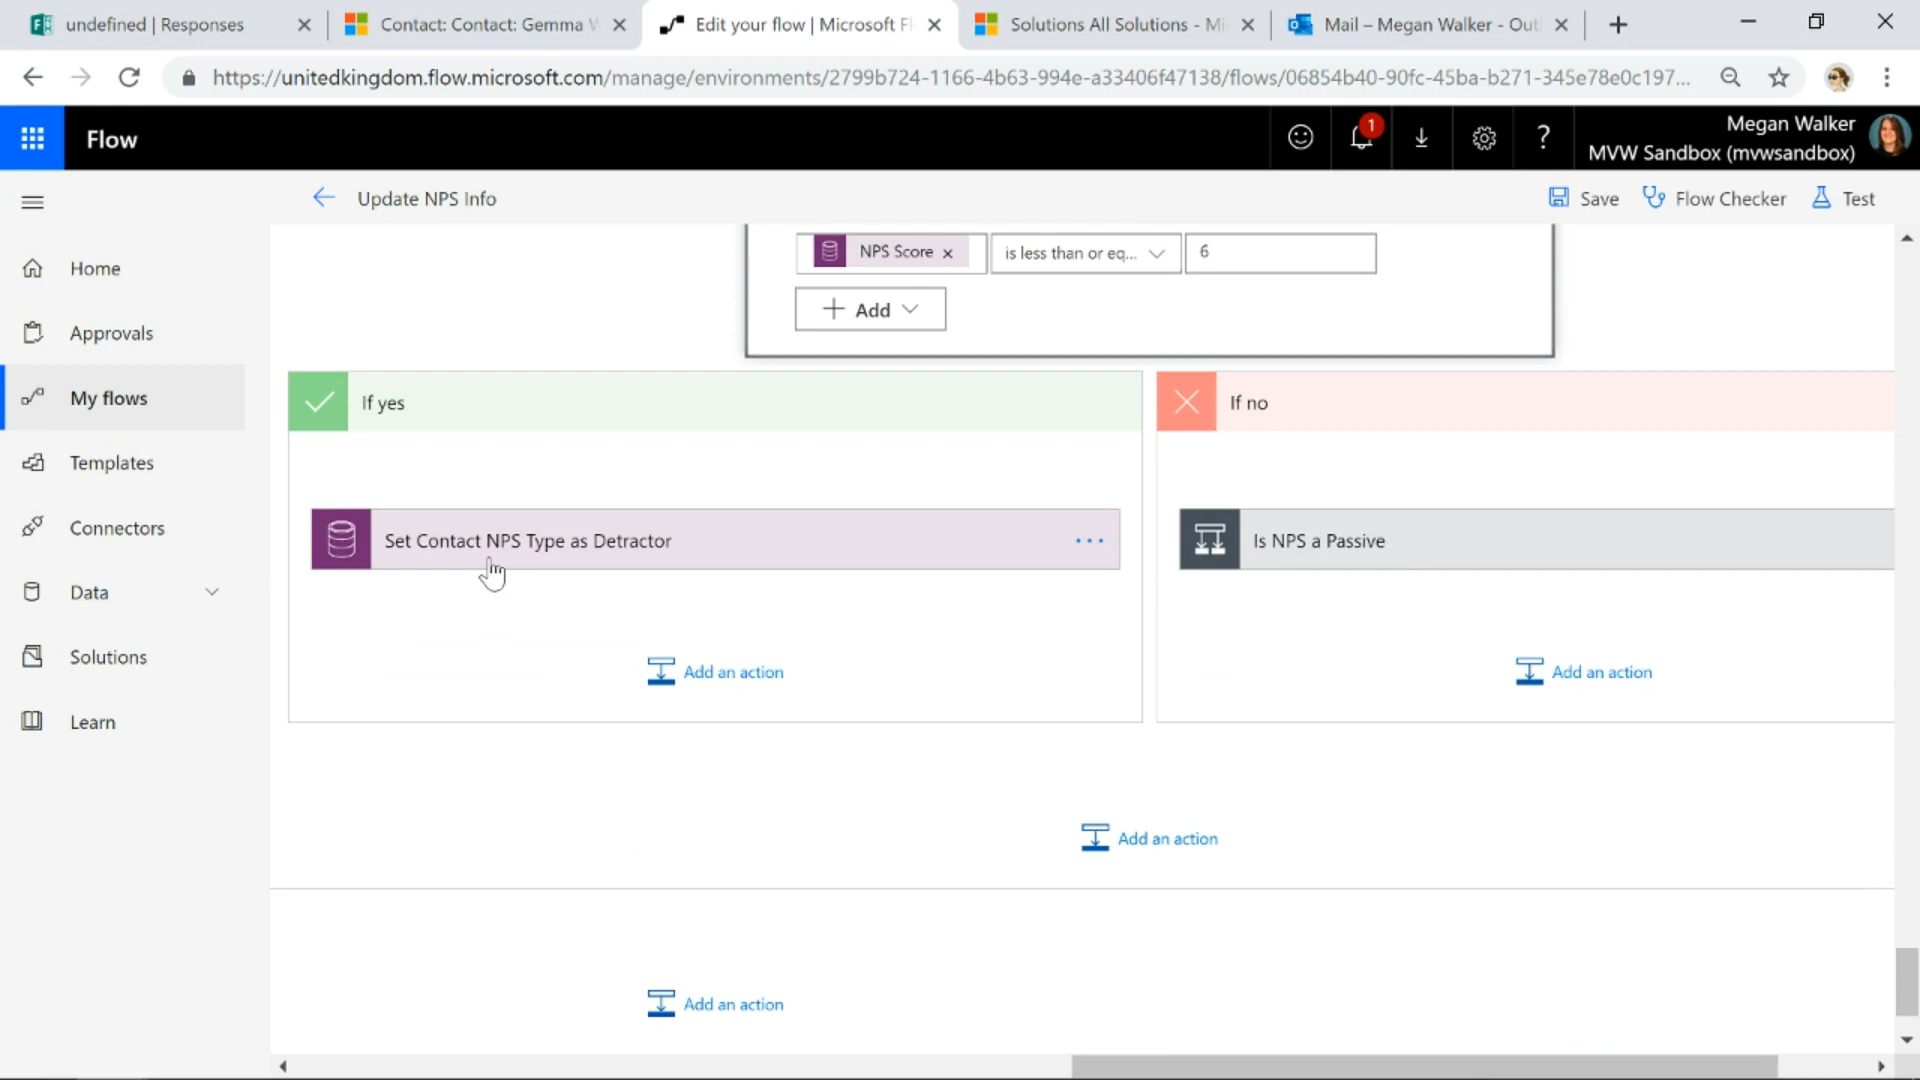 undefined | Responses
Contact: Contact: Gemma W
Edit your flow | Microsoft Fl
Solutions All Solutions - Mi
Mail – Megan Walker - Outl
https://unitedkingdom.flow.microsoft.com/manage/environments/2799b724-1166-4b63-994e-a33406f47138/flows/06854b40-90fc-45ba-b271-345e78e0c197...
Flow
1
?
Megan Walker
MVW Sandbox (mvwsandbox)
Update NPS Info
Save
Flow Checker
Test
Home
Approvals
My flows
Templates
Connectors
Data
Solutions
Learn
NPS Score
is less than or eq...
6
Add
If yes
If no
Set Contact NPS Type as Detractor
Is NPS a Passive
Add an action
Add an action
Add an action
Add an action